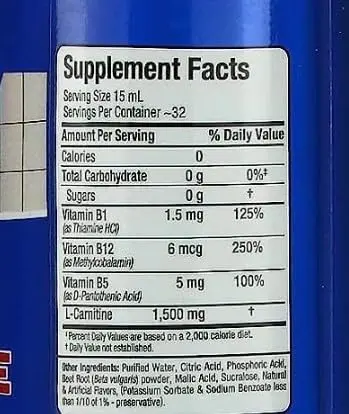 Supplement Facts
Serving Size 15 mL
Servings Per Container ~32
Amount Per Serving % Daily Value
Calories 0
Total Carbohydrate 0 g 0%‡
Sugars 0 g †
Vitamin B1 1.5 mg 125%
(as Thiamine HCl)
Vitamin B12 6 mcg 250%
(as Methylcobalamin)
Vitamin B5 5 mg 100%
(as D-Pantothenic Acid)
L-Carnitine 1,500 mg †
‡ Percent Daily Values are based on a 2,000 calorie diet.
† Daily Value not established.
Other Ingredients: Purified Water, Citric Acid, Phosphoric Acid,
Beet Root (Beta vulgaris) powder, Malic Acid, Sucralose, Natural
& Artificial Flavors, (Potassium Sorbate & Sodium Benzoate less
than 1/10 of 1% - preservative).
E